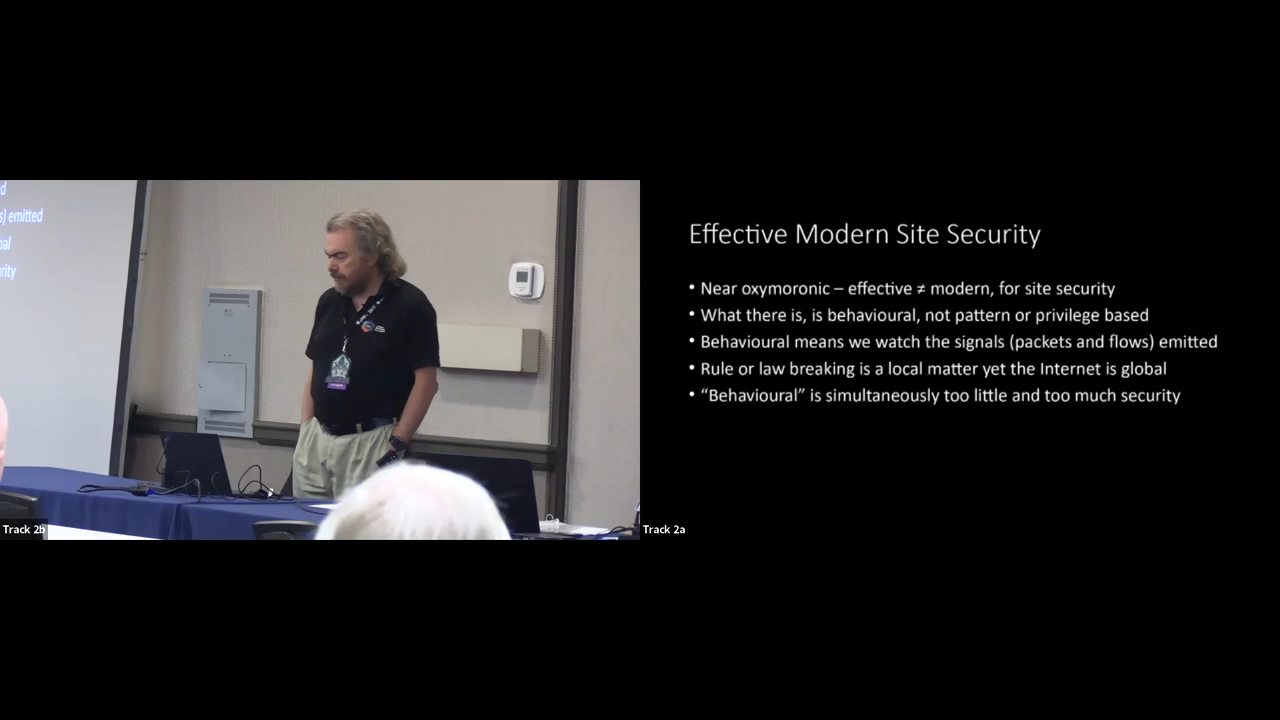 d
s) emitted
bal
rity
Track 2b
Effective Modern Site Security
• Near oxymoronic – effective ≠ modern, for site security
• What there is, is behavioural, not pattern or privilege based
• Behavioural means we watch the signals (packets and flows) emitted
• Rule or law breaking is a local matter yet the Internet is global
• “Behavioural” is simultaneously too little and too much security
Track 2a